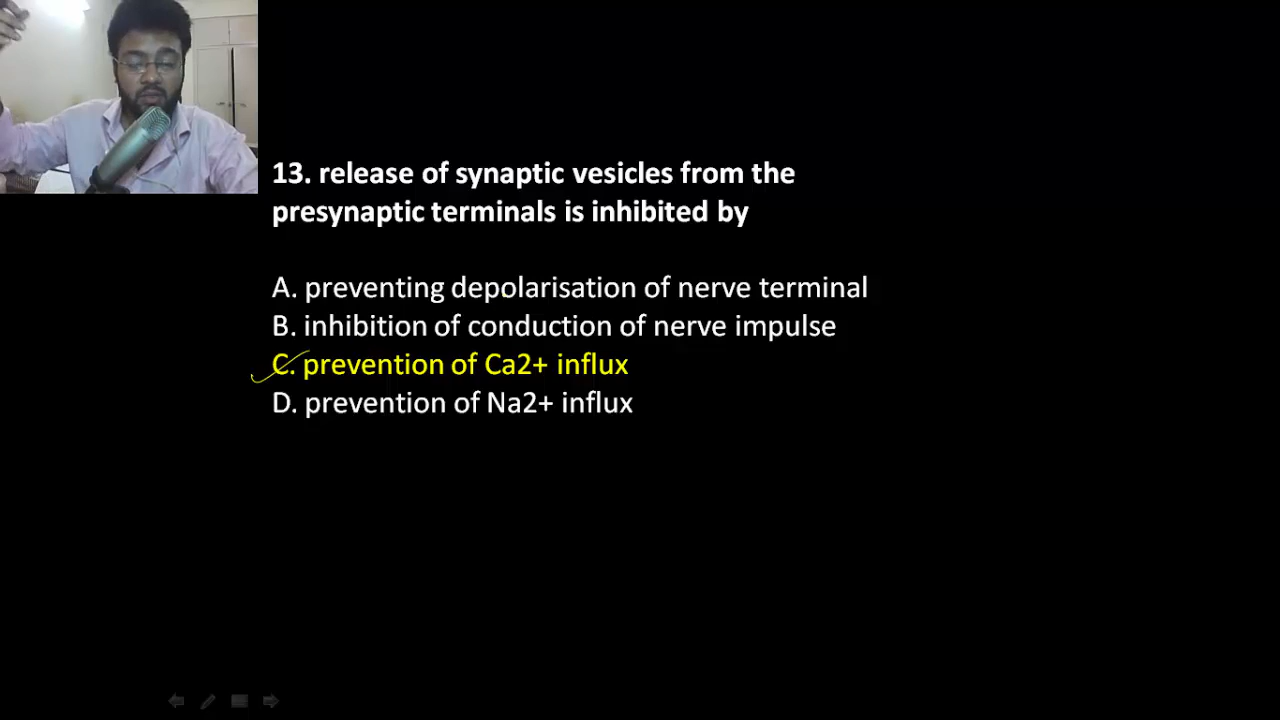 13. release of synaptic vesicles from the
presynaptic terminals is inhibited by
A. preventing depolarisation of nerve terminal
B. inhibition of conduction of nerve impulse
C. prevention of Ca2+ influx
D. prevention of Na2+ influx